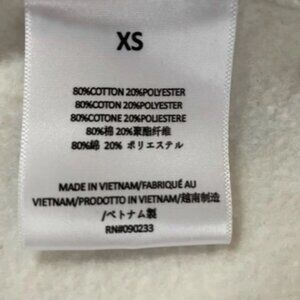 XS
80%COTTON 20%POLYESTER
80%COTON 20%POLYESTER
80%COTONE 20%POLIESTERE
80%棉 20%聚酯纤维
80%綿 20% ポリエステル
MADE IN VIETNAM/FABRIQUÉ AU
VIETNAM/PRODOTTO IN VIETNAM/越南制造
/ベトナム製
RN#090233